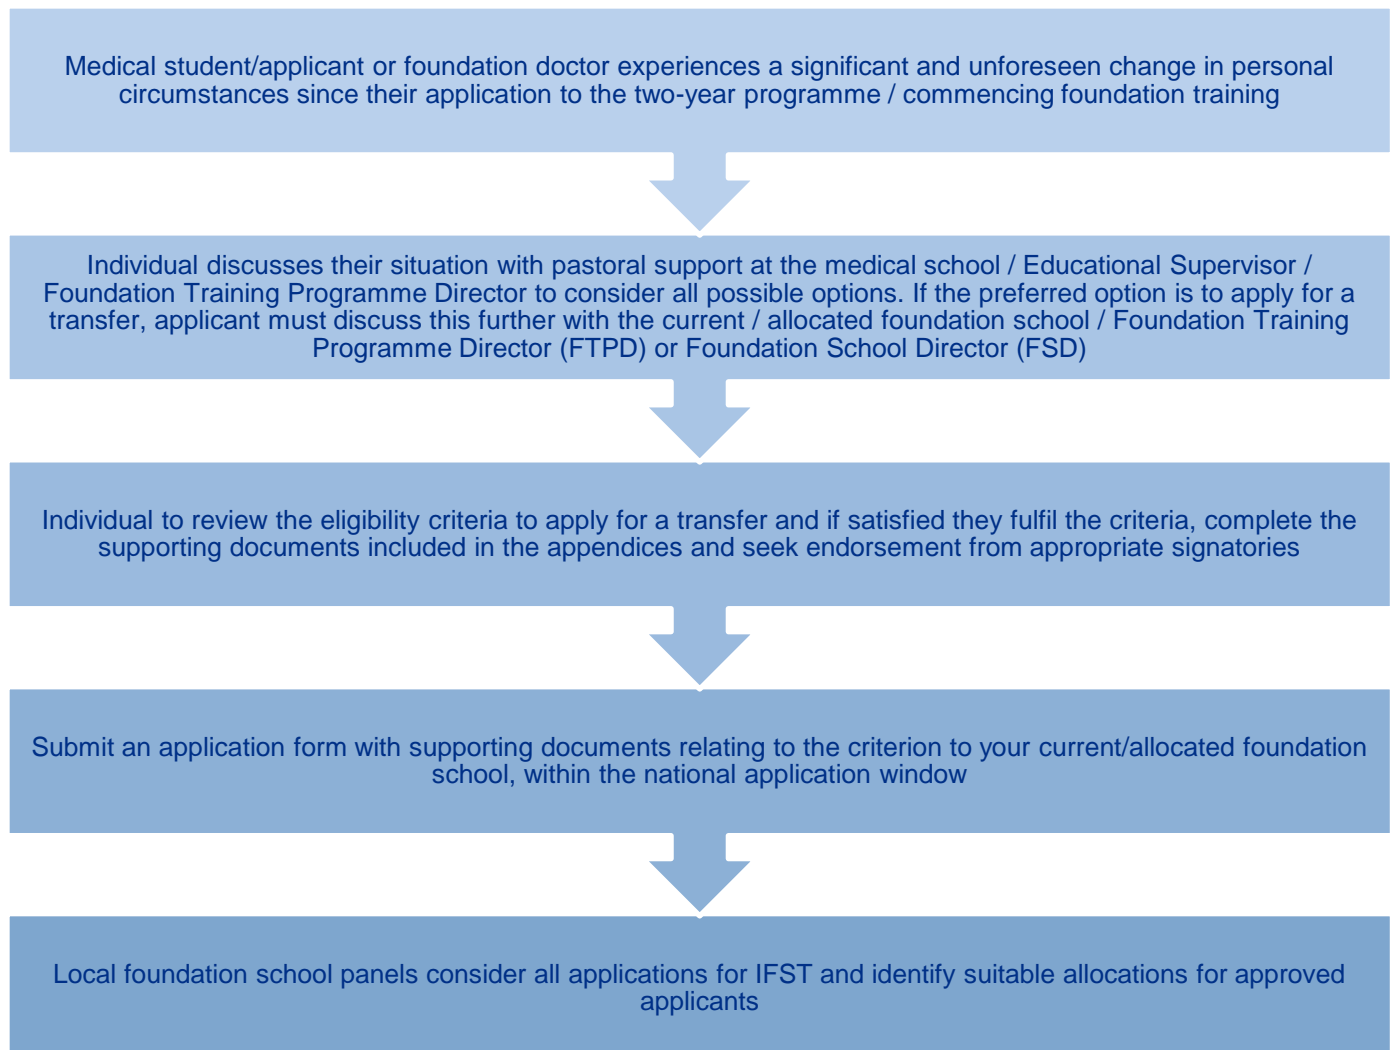 Medical student/applicant or foundation doctor experiences a significant and unforeseen change in personal
circumstances since their application to the two-year programme / commencing foundation training
Individual discusses their situation with pastoral support at the medical school / Educational Supervisor /
Foundation Training Programme Director to consider all possible options. If the preferred option is to apply for a
transfer, applicant must discuss this further with the current / allocated foundation school / Foundation Training
Programme Director (FTPD) or Foundation School Director (FSD)
Individual to review the eligibility criteria to apply for a transfer and if satisfied they fulfil the criteria, complete the
supporting documents included in the appendices and seek endorsement from appropriate signatories
Submit an application form with supporting documents relating to the criterion to your current/allocated foundation
school, within the national application window
Local foundation school panels consider all applications for IFST and identify suitable allocations for approved
applicants